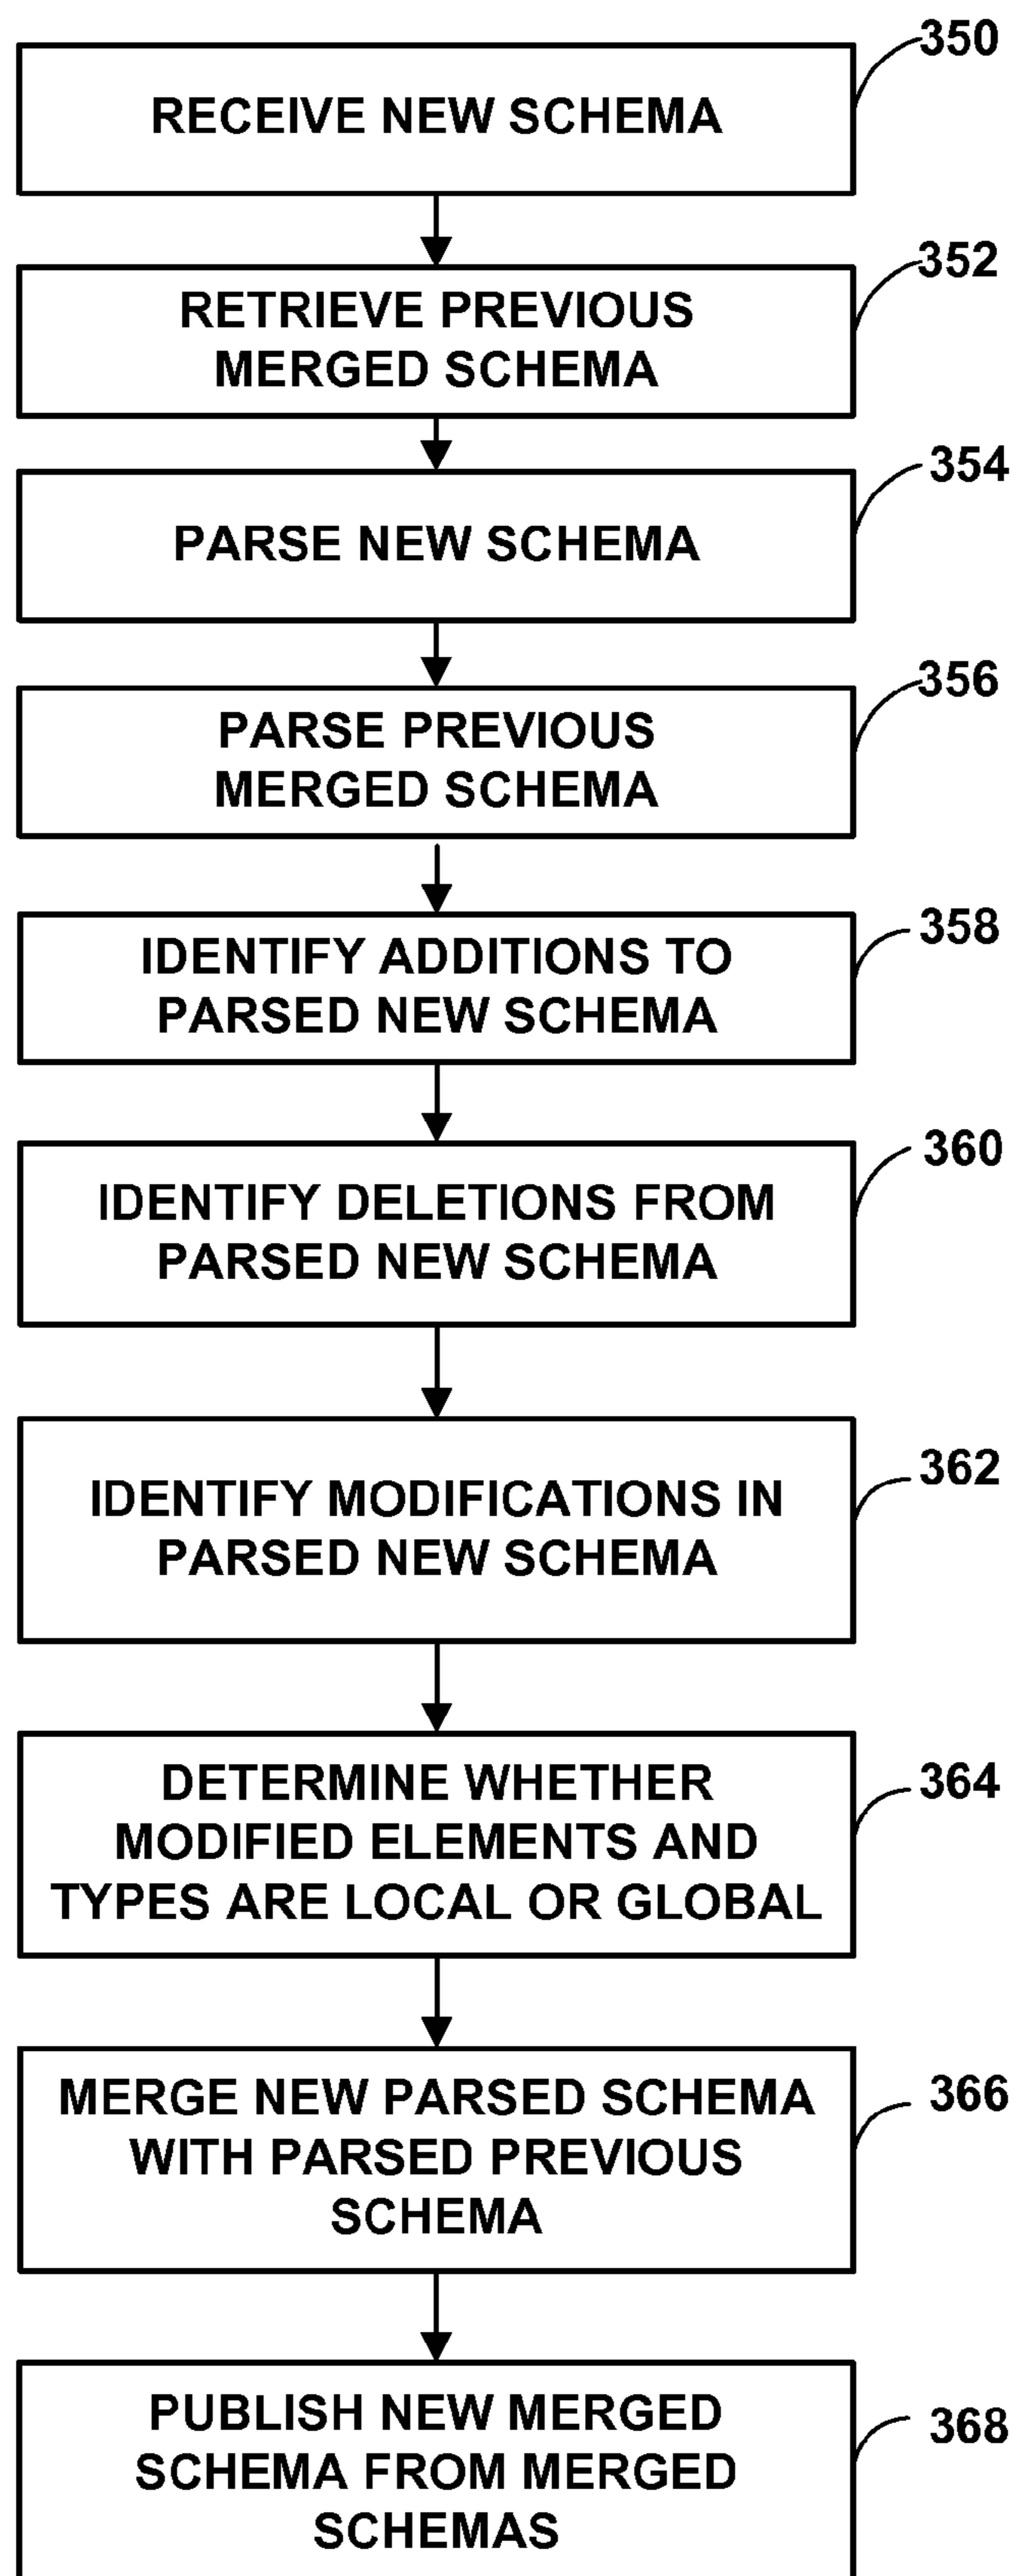 350
RECEIVE NEW SCHEMA
352
RETRIEVE PREVIOUS
MERGED SCHEMA
354
PARSE NEW SCHEMA
356
PARSE PREVIOUS
MERGED SCHEMA
358
IDENTIFY ADDITIONS TO
PARSED NEW SCHEMA
360
IDENTIFY DELETIONS FROM
PARSED NEW SCHEMA
362
IDENTIFY MODIFICATIONS IN
PARSED NEW SCHEMA
364
DETERMINE WHETHER
MODIFIED ELEMENTS AND
TYPES ARE LOCAL OR GLOBAL
366
MERGE NEW PARSED SCHEMA
WITH PARSED PREVIOUS
SCHEMA
368
PUBLISH NEW MERGED
SCHEMA FROM MERGED
SCHEMAS